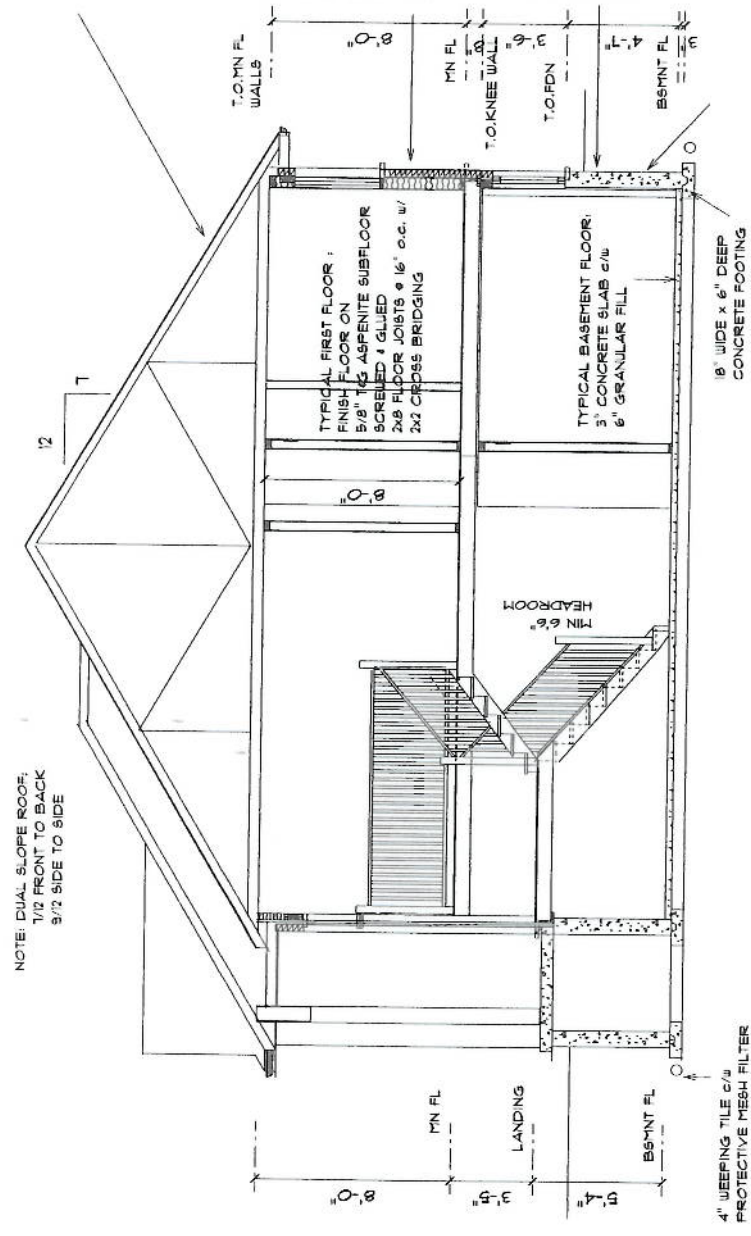 NOTE: DUAL SLOPE ROOF;
7/12 FRONT TO BACK
9/12 SIDE TO SIDE
12
7
T.O.MN FL
WALLS
8'-0"
MN FL
8"
T.O.KNEE WALL
3'-6"
T.O.FDN
4'-7"
BSMNT FL
3
TYPICAL FIRST FLOOR :
FINISH FLOOR ON
5/8" T&G ASPENITE SUBFLOOR
SCREWED & GLUED
2x8 FLOOR JOISTS @ 16" o.c. w/
2x2 CROSS BRIDGING
8'-0"
MIN 6'6"
HEADROOM
TYPICAL BASEMENT FLOOR:
3" CONCRETE SLAB c/w
6" GRANULAR FILL
18" WIDE x 6" DEEP
CONCRETE FOOTING
8'-0"
MN FL
3'-5"
LANDING
5'-4"
BSMNT FL
4" WEEPING TILE c/w
PROTECTIVE MESH FILTER